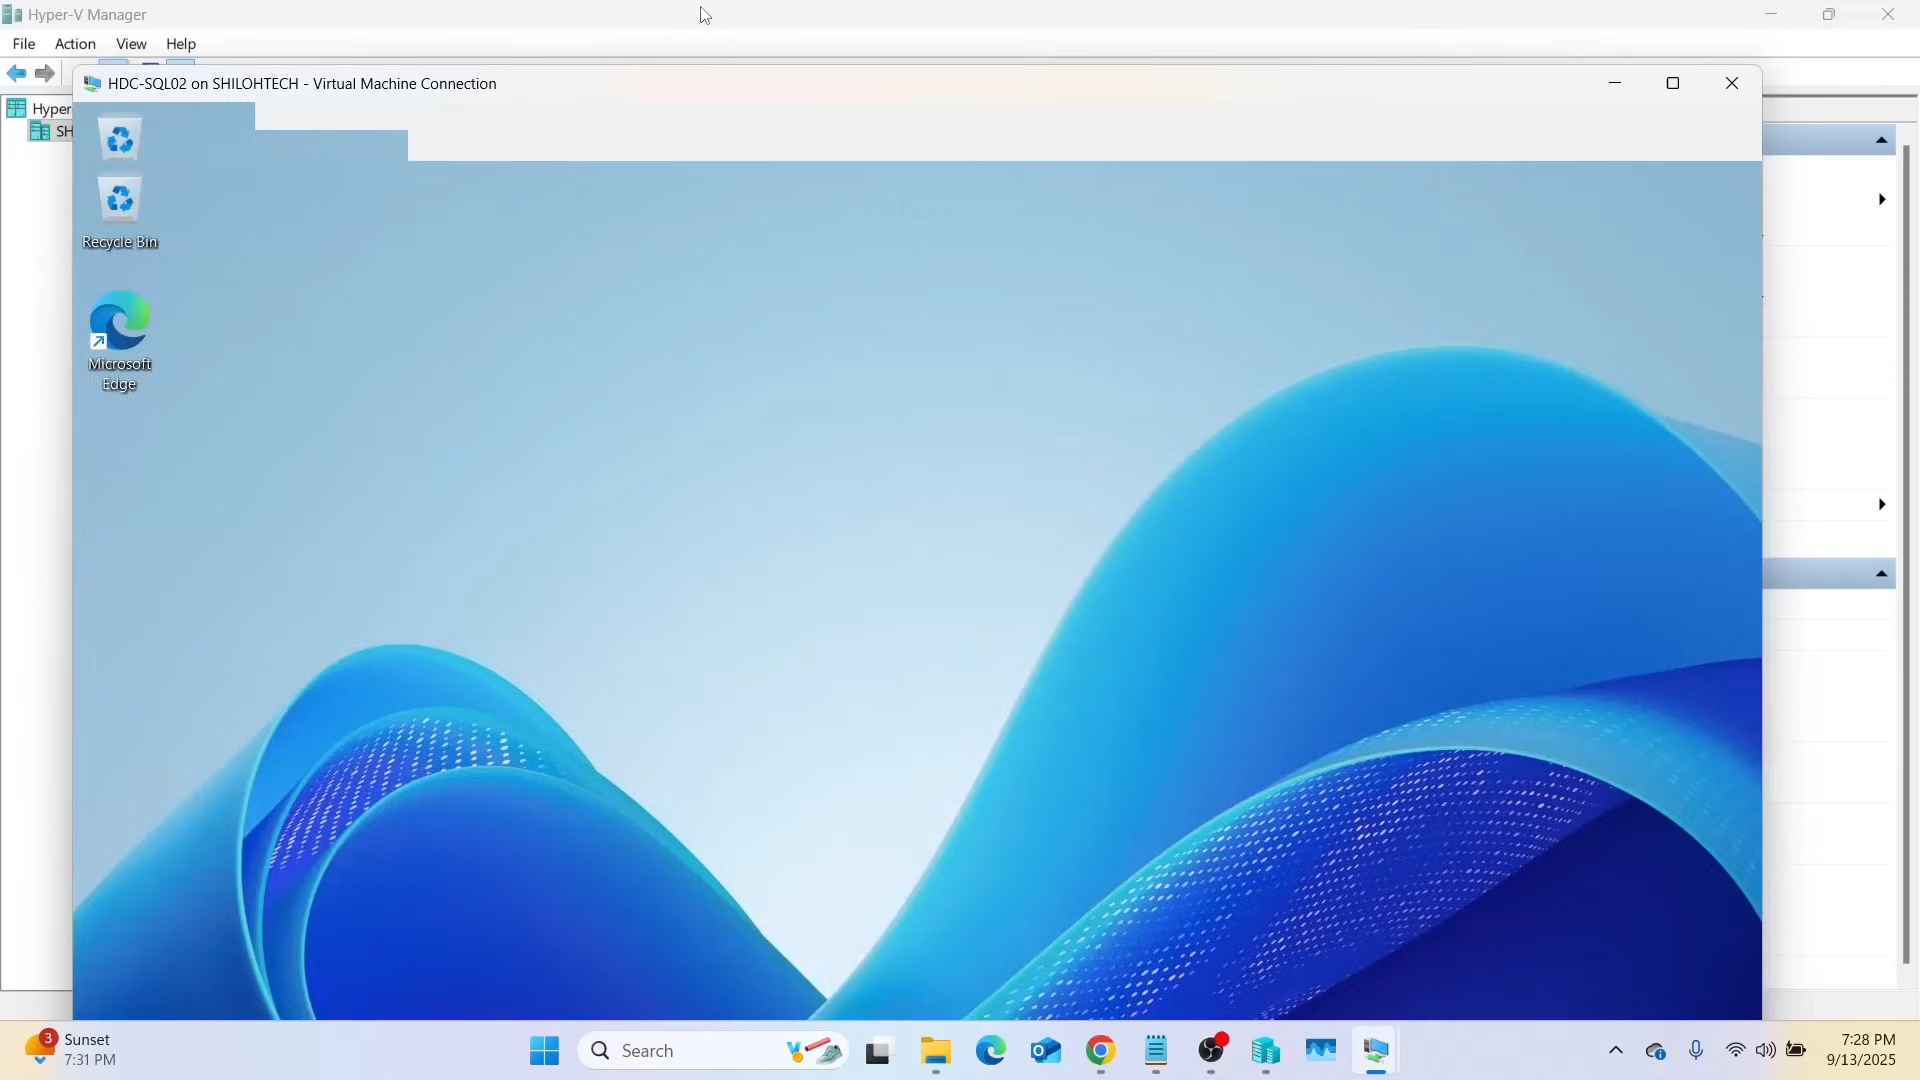 Hyper-V Manager
File Action View Help
HDC-SQL02 on SHILOHTECH - Virtual Machine Connection
Hyper
SH
Recycle Bin
Microsoft
Edge
3
Sunset
7:31 PM
Search
7:28 PM
9/13/2025